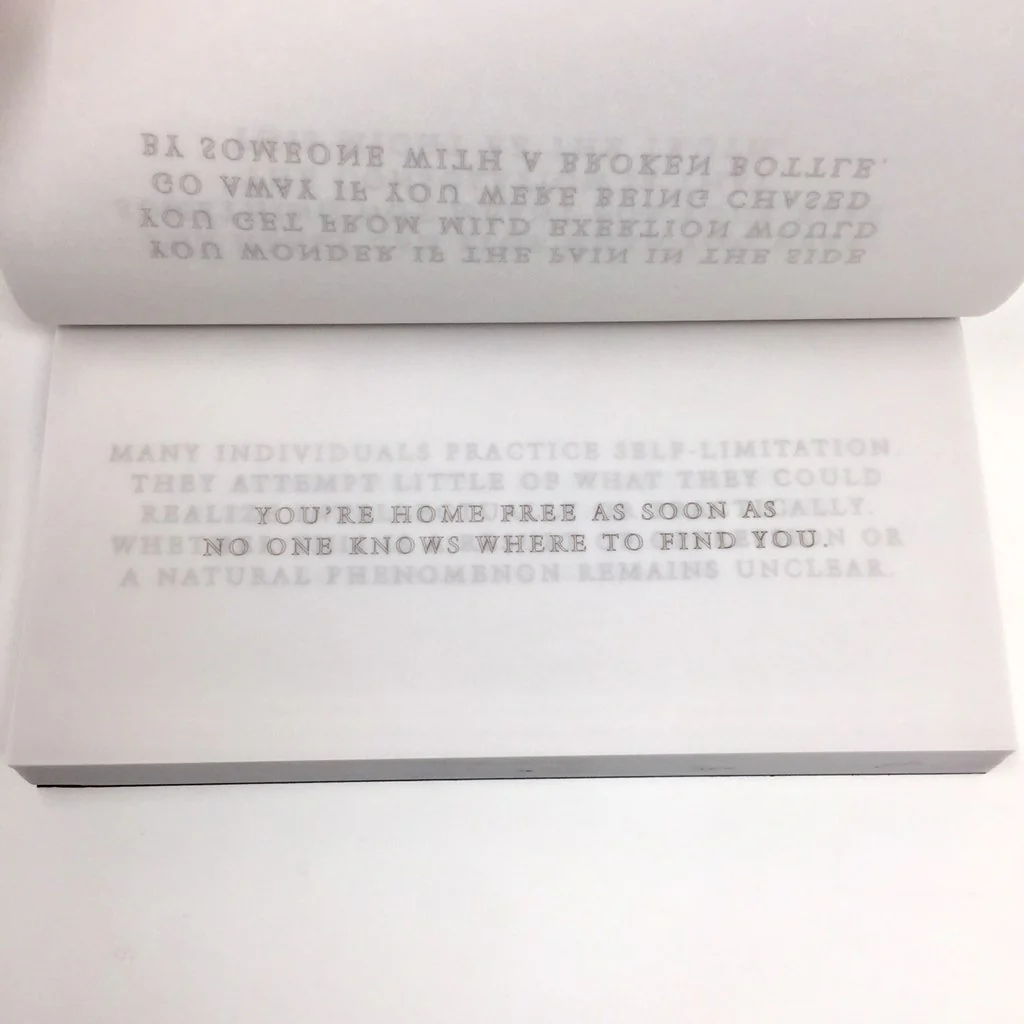 YOU WONDER IF THE PAIN IN THE SIDE
YOU GET FROM WILD EXERTION WOULD
GO AWAY IF YOU WERE BEING CHASED
BY SOMEONE WITH A BROKEN BOTTLE.
YOU'RE HOME FREE AS SOON AS
NO ONE KNOWS WHERE TO FIND YOU.
MANY INDIVIDUALS PRACTICE SELF-LIMITATION.
THEY ATTEMPT LITTLE OF WHAT THEY COULD
OR
A NATURAL PHENOMENON REMAINS UNCLEAR.